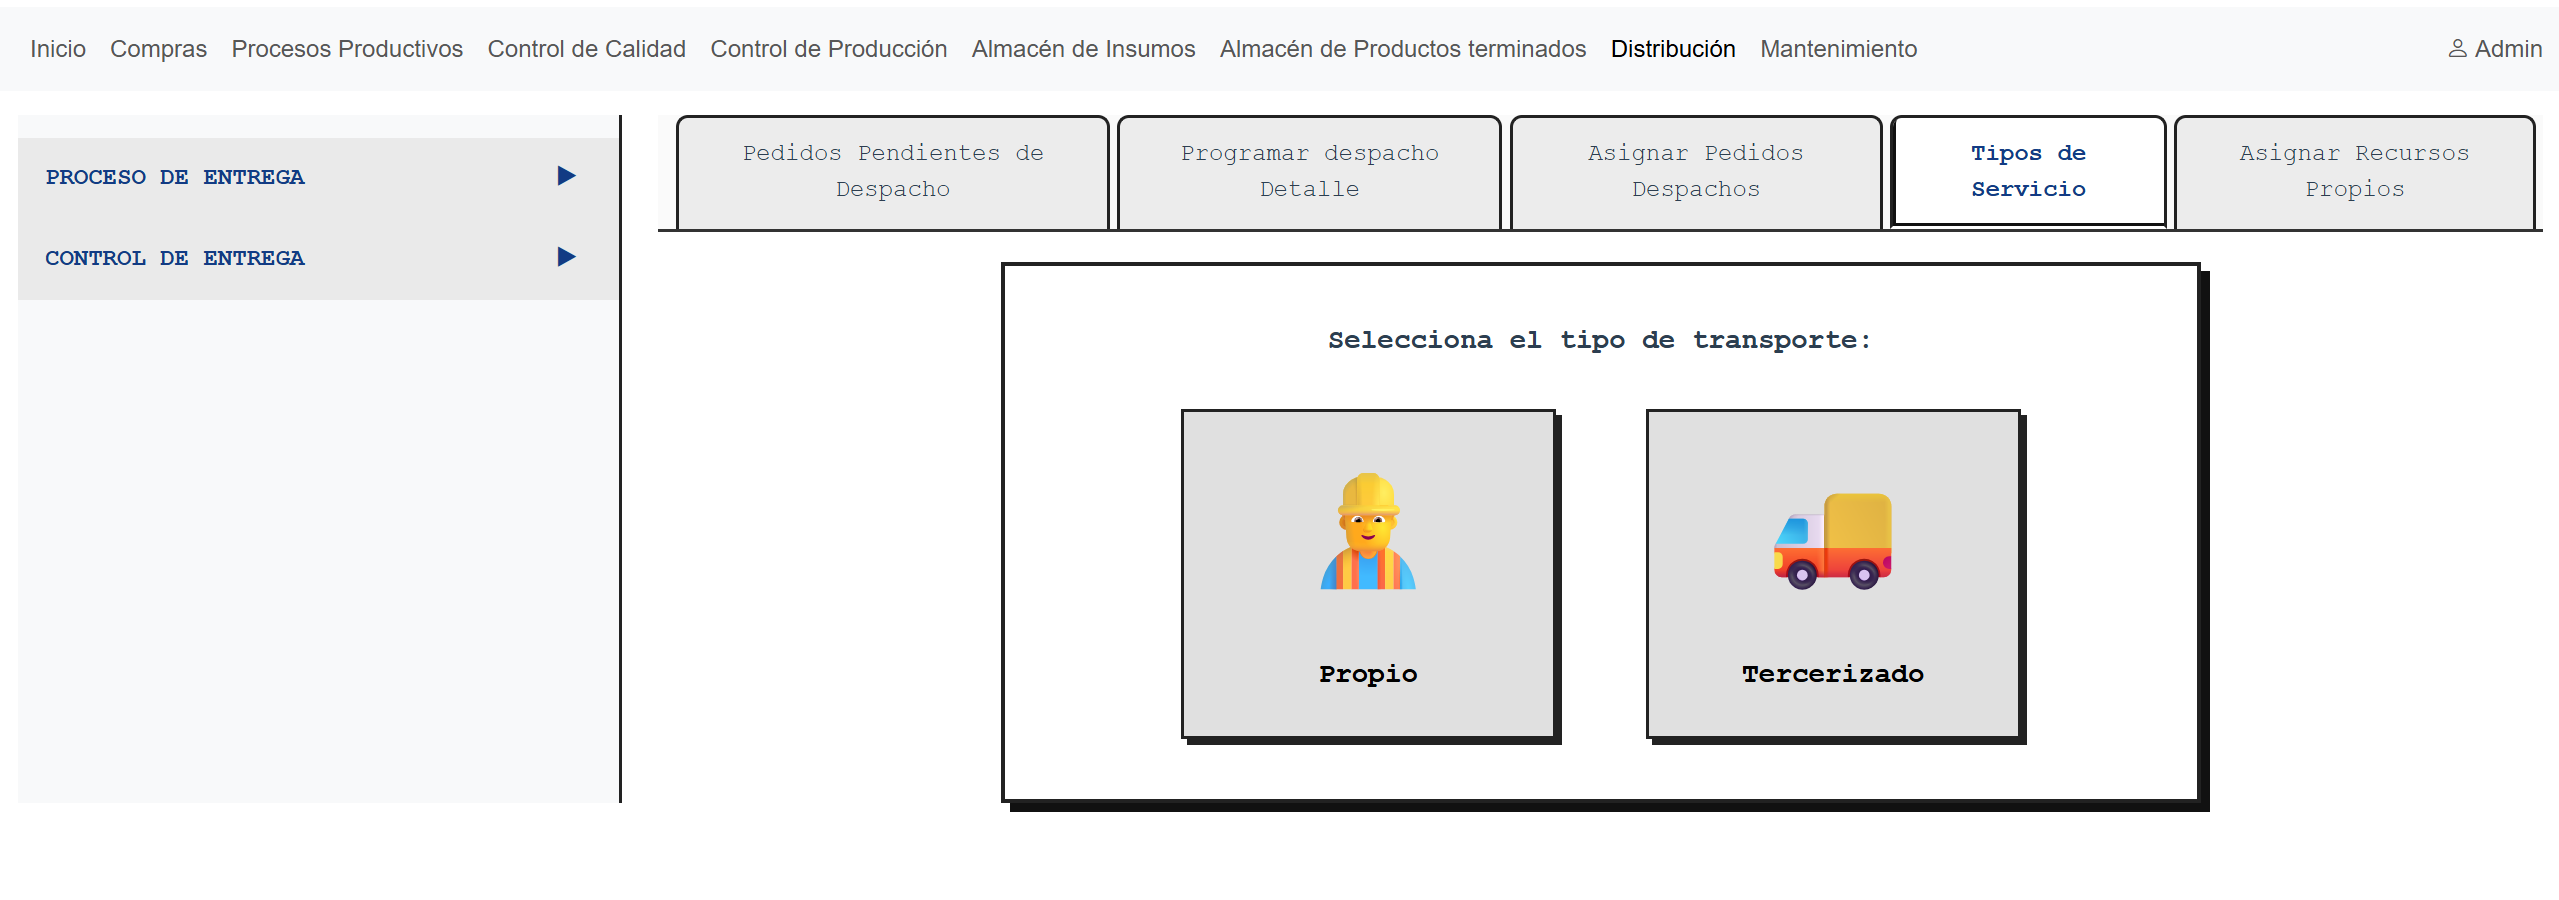 Inicio Compras Procesos Productivos Control de Calidad Control de Producción Almacén de Insumos Almacén de Productos terminados Distribución Mantenimiento Admin
PROCESO DE ENTREGA
CONTROL DE ENTREGA
Pedidos Pendientes de
Despacho
Programar despacho
Detalle
Asignar Pedidos
Despachos
Tipos de
Servicio
Asignar Recursos
Propios
Selecciona el tipo de transporte:
Propio
Tercerizado